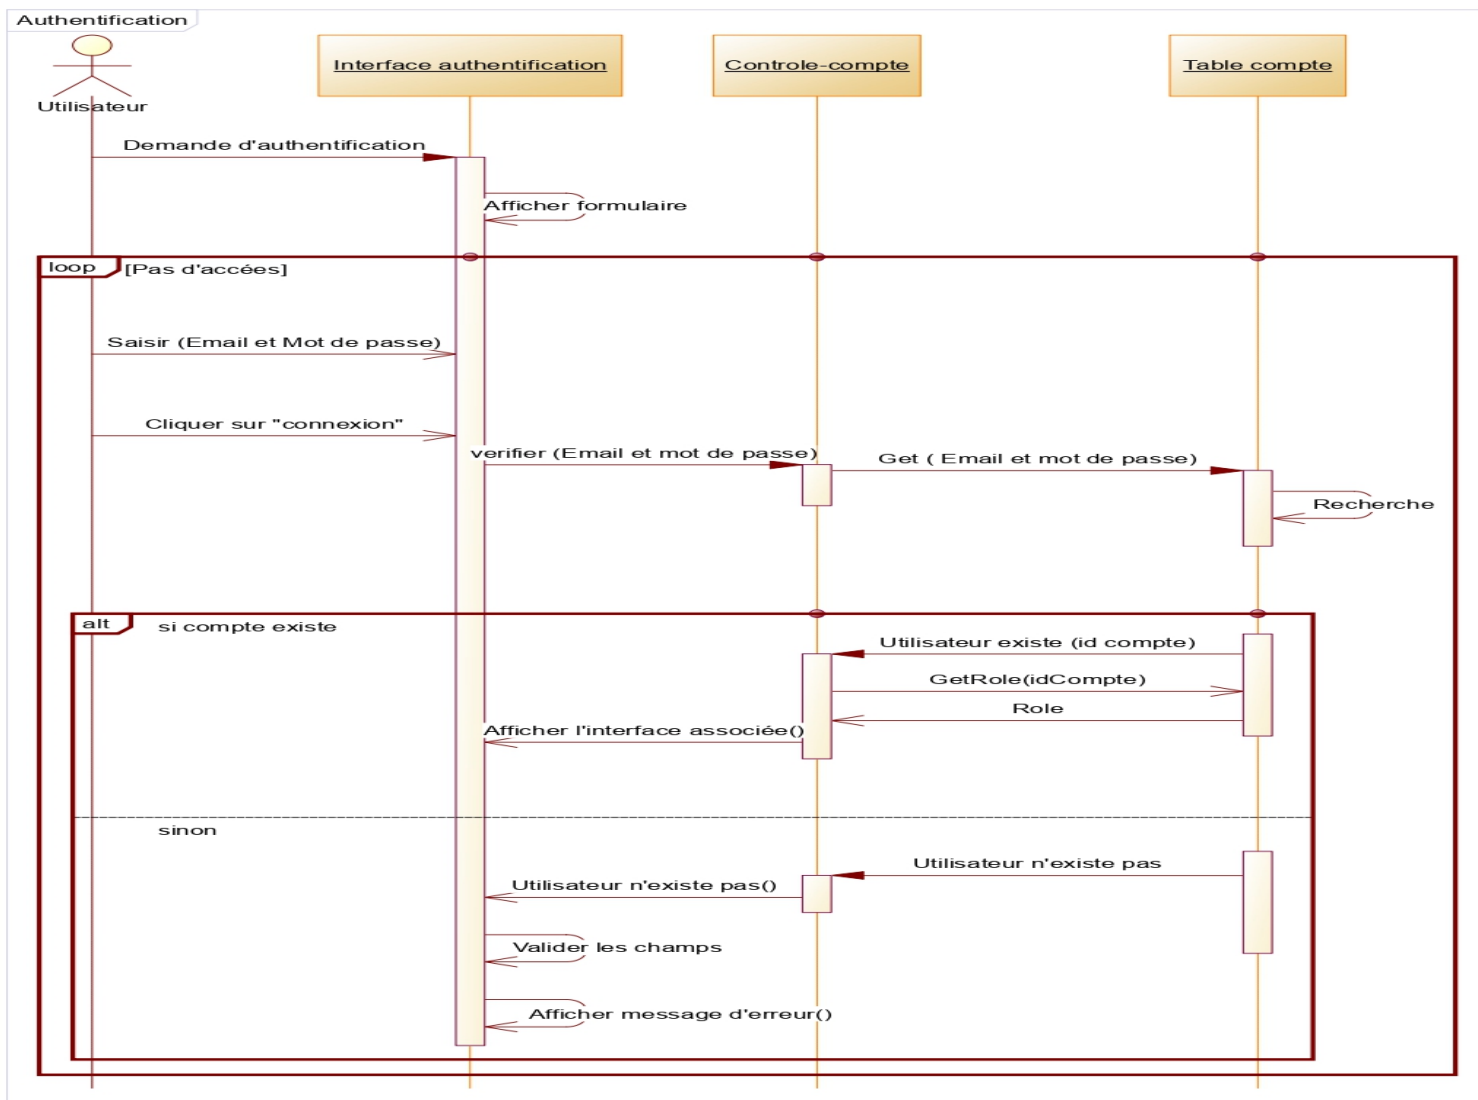 Authentification
Utilisateur
Interface authentification
Controle-compte
Table compte
Demande d'authentification
Afficher formulaire
loop
[Pas d'accées]
Saisir (Email et Mot de passe)
Cliquer sur "connexion"
verifier (Email et mot de passe)
Get ( Email et mot de passe)
Recherche
alt
si compte existe
Utilisateur existe (id compte)
GetRole(idCompte)
Role
Afficher l'interface associée()
sinon
Utilisateur n'existe pas
Utilisateur n'existe pas()
Valider les champs
Afficher message d'erreur()